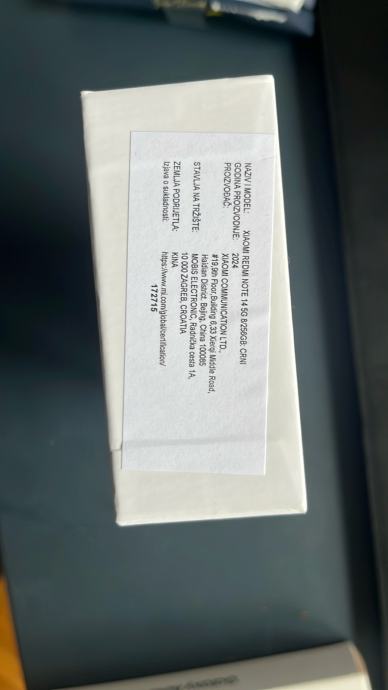 NAZIV I MODEL: XIAOMI REDMI NOTE 14 5G 8/256GB: CRNI
GODINA PROIZVODNJE: 2024
PROIZVOĐAČ: XIAOMI COMMUNICATION LTD.,
#19,9th Floor,Building 6,33 Xierqi Middle Road,
Haidian District, Beijing, China 100085
STAVLJA NA TRŽIŠTE: MOBIS ELECTRONIC, Radnička cesta 1A,
10 000 ZAGREB, CROATIA
ZEMLJA PODRIJETLA: KINA
Izjava o sukladnosti: https://www.mi.com/global/certification/
172715